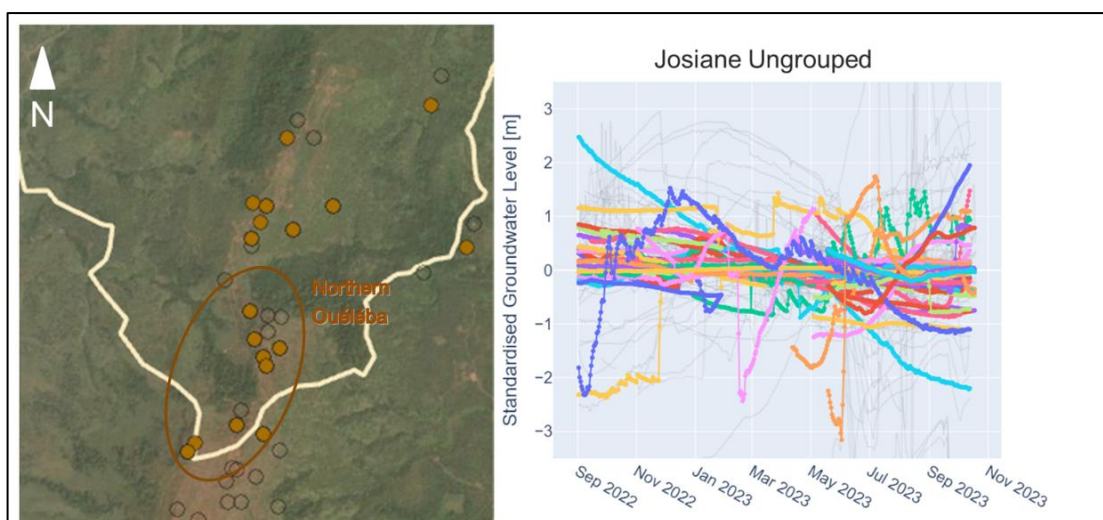 N
Northern
Ouéléba
Josiane Ungrouped
Standardised Groundwater Level [m]
3
2
1
0
−1
−2
−3
Sep 2022
Nov 2022
Jan 2023
Mar 2023
May 2023
Jul 2023
Sep 2023
Nov 2023